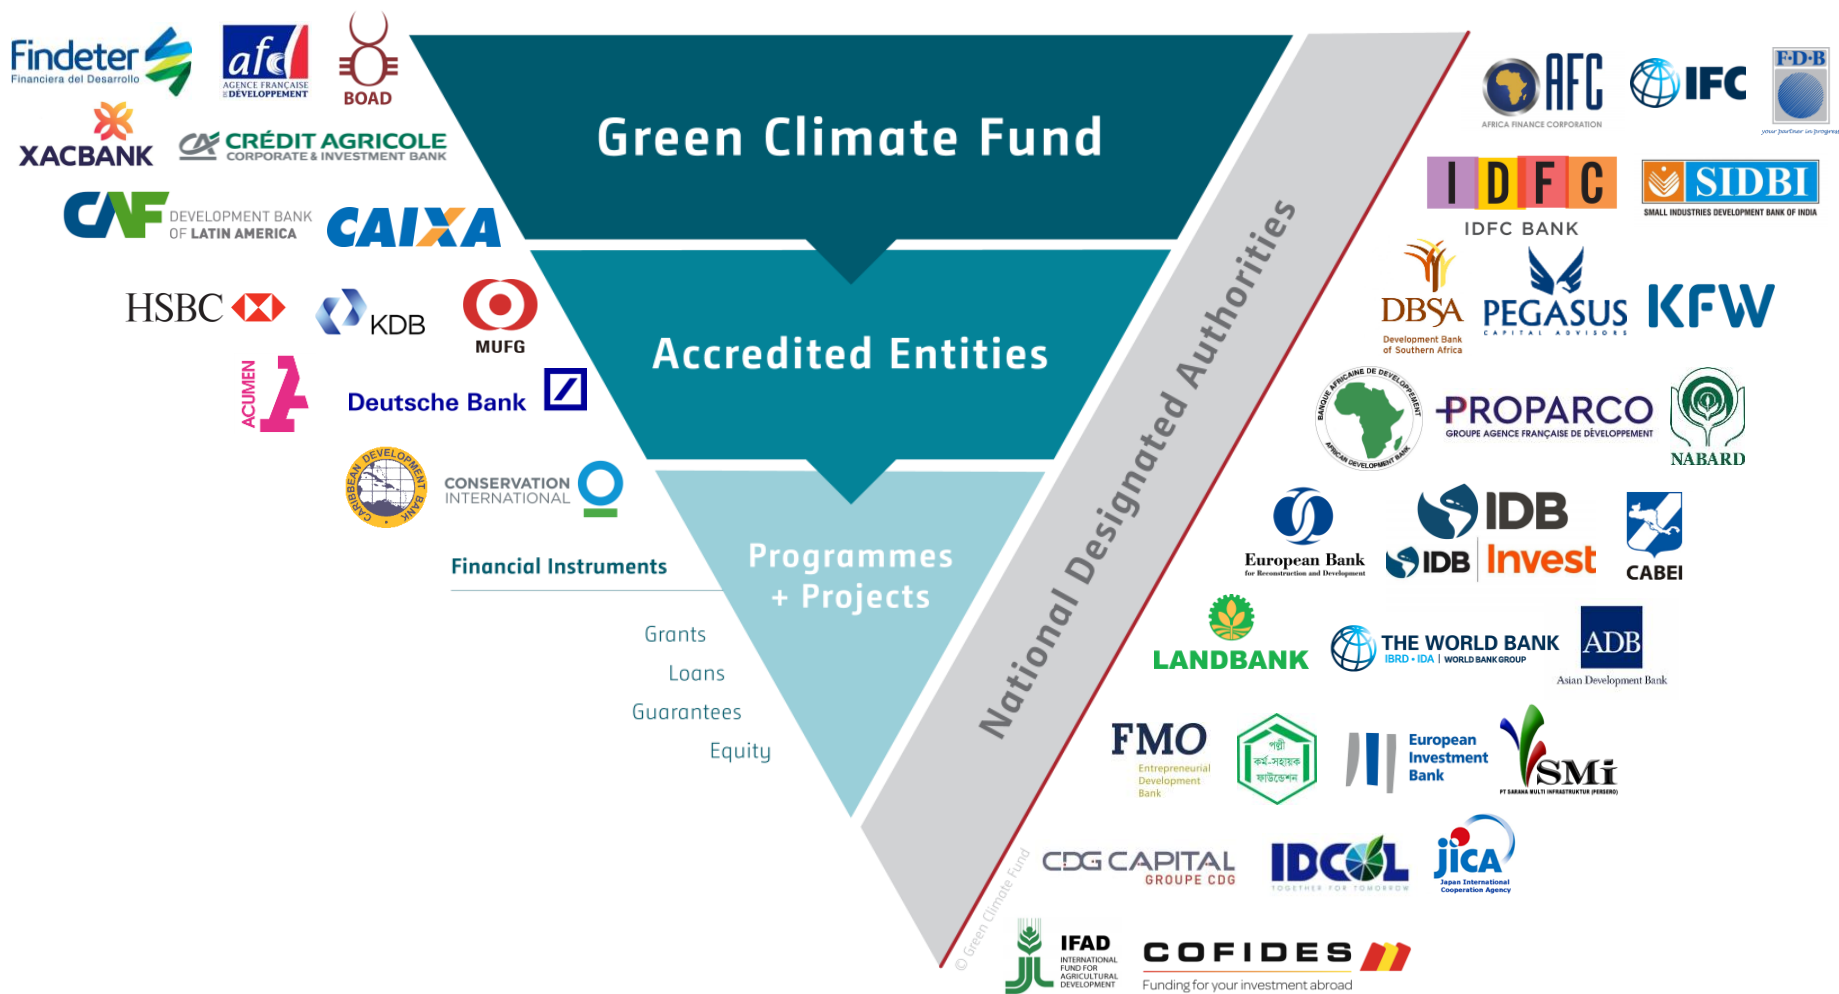 Findeter
Financiera del Desarrollo
afd
AGENCE FRANÇAISE
DE DÉVELOPPEMENT
BOAD
XACBANK
CRÉDIT AGRICOLE
CORPORATE & INVESTMENT BANK
CAF
DEVELOPMENT BANK
OF LATIN AMERICA
CAIXA
HSBC
KDB
MUFG
ACUMEN
Deutsche Bank
CARIBBEAN DEVELOPMENT BANK
CONSERVATION
INTERNATIONAL
Green Climate Fund
Accredited Entities
Programmes
+ Projects
Financial Instruments
Grants
Loans
Guarantees
Equity
National Designated Authorities
© Green Climate Fund
AFC
AFRICA FINANCE CORPORATION
IFC
F·D·B
your partner in progress
IDFC
IDFC BANK
SIDBI
SMALL INDUSTRIES DEVELOPMENT BANK OF INDIA
DBSA
Development Bank
of Southern Africa
PEGASUS
CAPITAL ADVISORS
KFW
BANQUE AFRICAINE DE DEVELOPPEMENT
AFRICAN DEVELOPMENT BANK
PROPARCO
GROUPE AGENCE FRANÇAISE DE DÉVELOPPEMENT
NABARD
European Bank
for Reconstruction and Development
IDB
IDB Invest
CABEI
LANDBANK
THE WORLD BANK
IBRD • IDA | WORLD BANK GROUP
ADB
Asian Development Bank
FMO
Entrepreneurial
Development
Bank
পল্লী
কর্ম-সহায়ক
ফাউন্ডেশন
European
Investment
Bank
SMi
PT SARANA MULTI INFRASTRUKTUR (PERSERO)
CDG CAPITAL
GROUPE CDG
IDCOL
TOGETHER FOR TOMORROW
jICA
Japan International
Cooperation Agency
IFAD
INTERNATIONAL
FUND FOR
AGRICULTURAL
DEVELOPMENT
COFIDES
Funding for your investment abroad